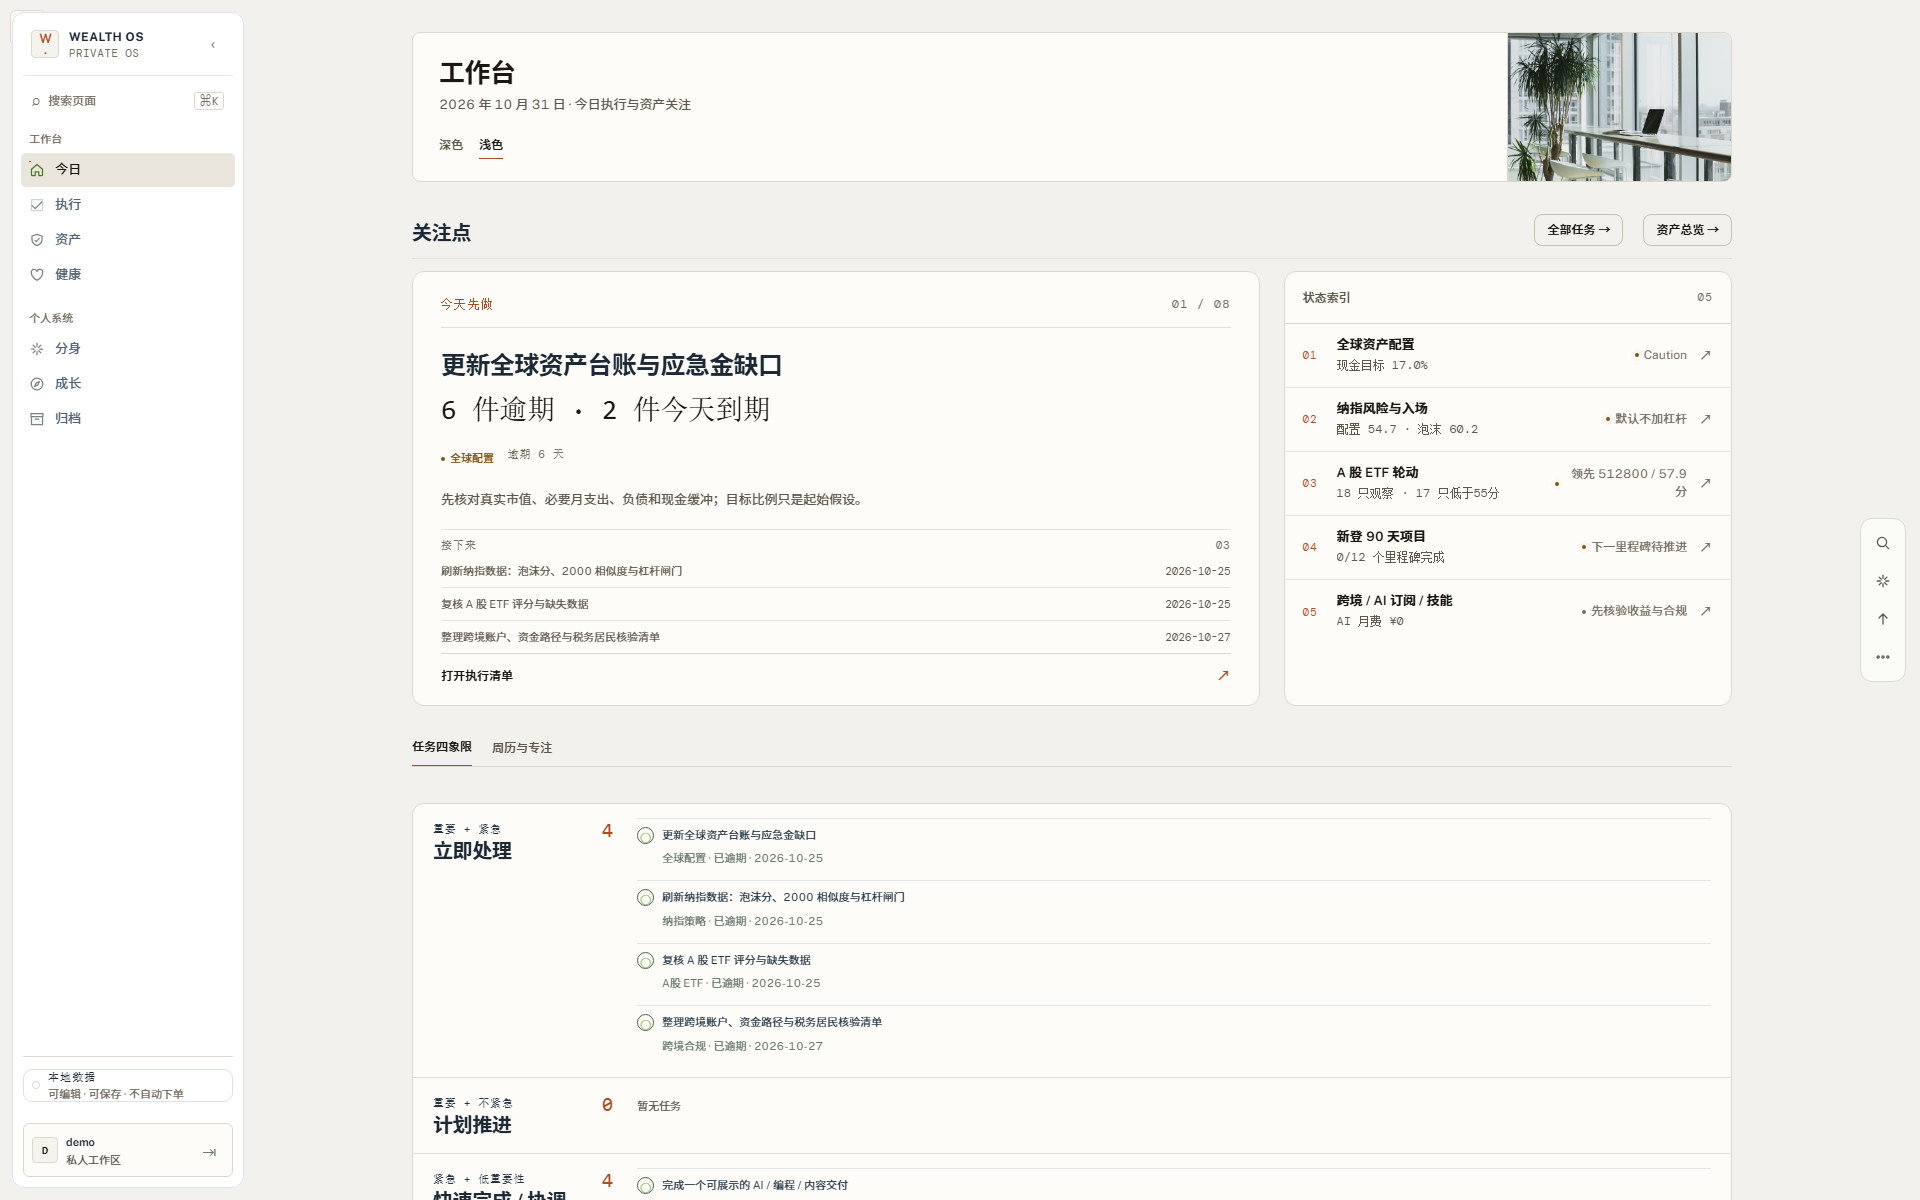 W.
WEALTH OS
PRIVATE OS
‹
搜索页面
⌘K
工作台
今日
执行
资产
健康
个人系统
分身
成长
归档
本地数据
可编辑 · 可保存 · 不自动下单
D
demo
私人工作区
工作台
2026 年 10 月 31 日 · 今日执行与资产关注
深色
浅色
关注点
全部任务 →
资产总览 →
今天先做
01 / 08
更新全球资产台账与应急金缺口
6 件逾期 · 2 件今天到期
全球配置
逾期 6 天
先核对真实市值、必要月支出、负债和现金缓冲；目标比例只是起始假设。
接下来
03
刷新纳指数据：泡沫分、2000 相似度与杠杆闸门
2026-10-25
复核 A 股 ETF 评分与缺失数据
2026-10-25
整理跨境账户、资金路径与税务居民核验清单
2026-10-27
打开执行清单
↗
状态索引
05
01
全球资产配置
现金目标 17.0%
Caution
↗
02
纳指风险与入场
配置 54.7 · 泡沫 60.2
默认不加杠杆
↗
03
A 股 ETF 轮动
18 只观察 · 17 只低于55分
领先 512800 / 57.9
分
↗
04
新登 90 天项目
0/12 个里程碑完成
下一里程碑待推进
↗
05
跨境 / AI 订阅 / 技能
AI 月费 ¥0
先核验收益与合规
↗
任务四象限
周历与专注
重要 + 紧急
立即处理
4
更新全球资产台账与应急金缺口
全球配置 · 已逾期 · 2026-10-25
刷新纳指数据：泡沫分、2000 相似度与杠杆闸门
纳指策略 · 已逾期 · 2026-10-25
复核 A 股 ETF 评分与缺失数据
A股 ETF · 已逾期 · 2026-10-25
整理跨境账户、资金路径与税务居民核验清单
跨境合规 · 已逾期 · 2026-10-27
重要 + 不紧急
计划推进
0
暂无任务
紧急 + 低重要性
快速完成 / 协调
4
完成一个可展示的 AI / 编程 / 内容交付